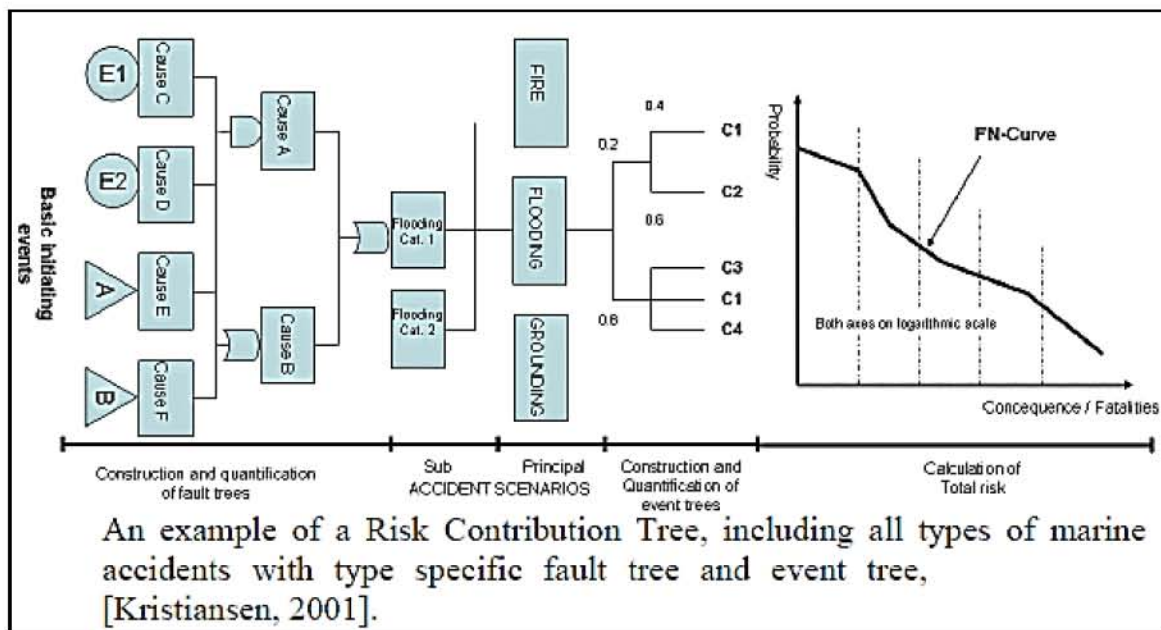 Basic initiating
events
E1
Cause C
E2
Cause D
A
Cause E
B
Cause F
Cause A
Cause B
Flooding
Cat. 1
Flooding
Cat. 2
FIRE
FLOODING
GROUNDING
0.4
0.2
0.6
0.8
C1
C2
C3
C1
C4
Probability
FN-Curve
Both axes on logarithmic scale
Concequence / Fatalities
Construction and quantification
of fault trees
Sub
Principal
ACCIDENT SCENARIOS
Construction and
Quantification of
event trees
Calculation of
Total risk
An example of a Risk Contribution Tree, including all types of marine
accidents with type specific fault tree and event tree,
[Kristiansen, 2001].